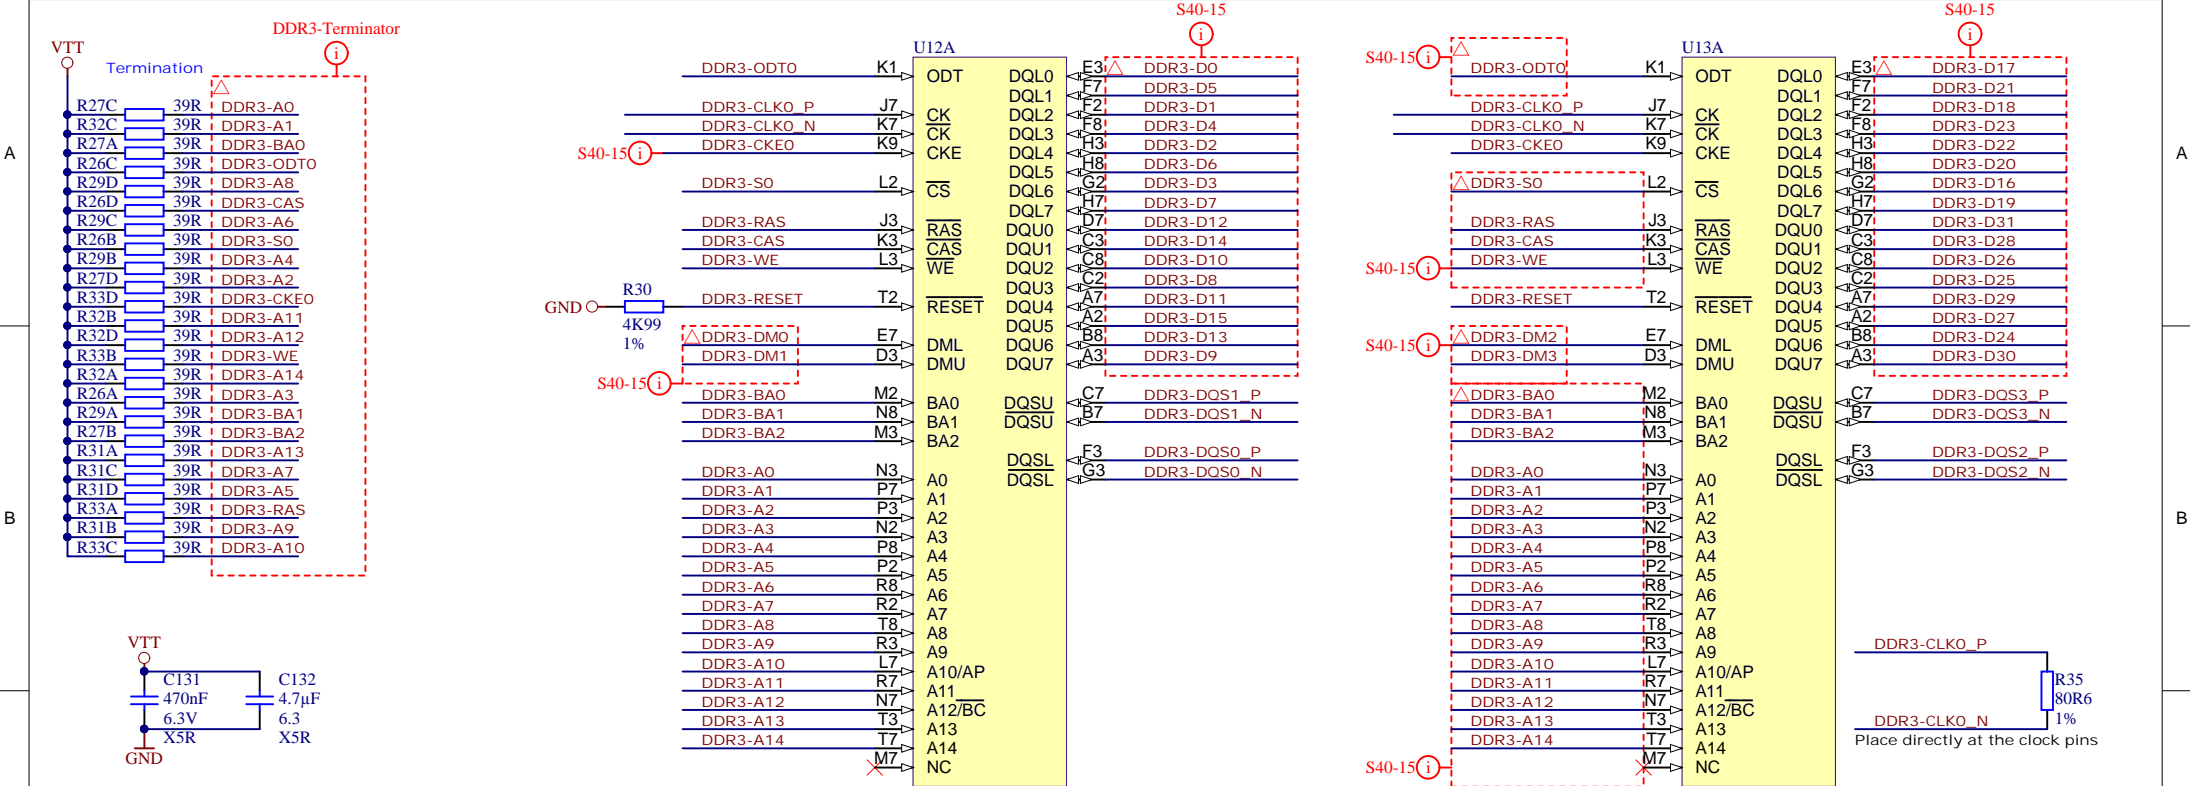 S40-15
S40-15
DDR3-Terminator
VTT
Termination
R27C 39R DDR3-A0
R32C 39R DDR3-A1
R27A 39R DDR3-BA0
R26C 39R DDR3-ODT0
R29D 39R DDR3-A8
R26D 39R DDR3-CAS
R29C 39R DDR3-A6
R26B 39R DDR3-S0
R29B 39R DDR3-A4
R27D 39R DDR3-A2
R33D 39R DDR3-CKE0
R32B 39R DDR3-A11
R32D 39R DDR3-A12
R33B 39R DDR3-WE
R32A 39R DDR3-A14
R26A 39R DDR3-A3
R29A 39R DDR3-BA1
R27B 39R DDR3-BA2
R31A 39R DDR3-A13
R31C 39R DDR3-A7
R31D 39R DDR3-A5
R33A 39R DDR3-RAS
R31B 39R DDR3-A9
R33C 39R DDR3-A10
VTT
C131
470nF
6.3V
X5R
C132
4.7µF
6.3
X5R
GND
A
B
U12A
DDR3-ODT0 K1 ODT
DDR3-CLK0_P J7 CK
DDR3-CLK0_N K7 CK
S40-15 DDR3-CKE0 K9 CKE
DDR3-S0 L2 CS
DDR3-RAS J3 RAS
DDR3-CAS K3 CAS
DDR3-WE L3 WE
GND R30 4K99 1% DDR3-RESET T2 RESET
DDR3-DM0 E7 DML
DDR3-DM1 D3 DMU
S40-15
DDR3-BA0 M2 BA0
DDR3-BA1 N8 BA1
DDR3-BA2 M3 BA2
DDR3-A0 N3 A0
DDR3-A1 P7 A1
DDR3-A2 P3 A2
DDR3-A3 N2 A3
DDR3-A4 P8 A4
DDR3-A5 P2 A5
DDR3-A6 R8 A6
DDR3-A7 R2 A7
DDR3-A8 T8 A8
DDR3-A9 R3 A9
DDR3-A10 L7 A10/AP
DDR3-A11 R7 A11
DDR3-A12 N7 A12/BC
DDR3-A13 T3 A13
DDR3-A14 T7 A14
M7 NC
DQL0 E3 DDR3-D0
DQL1 F7 DDR3-D5
DQL2 F2 DDR3-D1
DQL3 F8 DDR3-D4
DQL4 H3 DDR3-D2
DQL5 H8 DDR3-D6
DQL6 G2 DDR3-D3
DQL7 H7 DDR3-D7
DQU0 D7 DDR3-D12
DQU1 C3 DDR3-D14
DQU2 C8 DDR3-D10
DQU3 C2 DDR3-D8
DQU4 A7 DDR3-D11
DQU5 A2 DDR3-D15
DQU6 B8 DDR3-D13
DQU7 A3 DDR3-D9
DQSU C7 DDR3-DQS1_P
DQSU B7 DDR3-DQS1_N
DQSL F3 DDR3-DQS0_P
DQSL G3 DDR3-DQS0_N
U13A
S40-15 DDR3-ODT0 K1 ODT
DDR3-CLK0_P J7 CK
DDR3-CLK0_N K7 CK
DDR3-CKE0 K9 CKE
DDR3-S0 L2 CS
DDR3-RAS J3 RAS
DDR3-CAS K3 CAS
S40-15 DDR3-WE L3 WE
DDR3-RESET T2 RESET
S40-15 DDR3-DM2 E7 DML
DDR3-DM3 D3 DMU
DDR3-BA0 M2 BA0
DDR3-BA1 N8 BA1
DDR3-BA2 M3 BA2
DDR3-A0 N3 A0
DDR3-A1 P7 A1
DDR3-A2 P3 A2
DDR3-A3 N2 A3
DDR3-A4 P8 A4
DDR3-A5 P2 A5
DDR3-A6 R8 A6
DDR3-A7 R2 A7
DDR3-A8 T8 A8
DDR3-A9 R3 A9
DDR3-A10 L7 A10/AP
DDR3-A11 R7 A11
DDR3-A12 N7 A12/BC
DDR3-A13 T3 A13
DDR3-A14 T7 A14
S40-15 M7 NC
DQL0 E3 DDR3-D17
DQL1 F7 DDR3-D21
DQL2 F2 DDR3-D18
DQL3 F8 DDR3-D23
DQL4 H3 DDR3-D22
DQL5 H8 DDR3-D20
DQL6 G2 DDR3-D16
DQL7 H7 DDR3-D19
DQU0 D7 DDR3-D31
DQU1 C3 DDR3-D28
DQU2 C8 DDR3-D26
DQU3 C2 DDR3-D25
DQU4 A7 DDR3-D29
DQU5 A2 DDR3-D27
DQU6 B8 DDR3-D24
DQU7 A3 DDR3-D30
DQSU C7 DDR3-DQS3_P
DQSU B7 DDR3-DQS3_N
DQSL F3 DDR3-DQS2_P
DQSL G3 DDR3-DQS2_N
DDR3-CLK0_P
R35
80R6
1%
DDR3-CLK0_N
Place directly at the clock pins
A
B